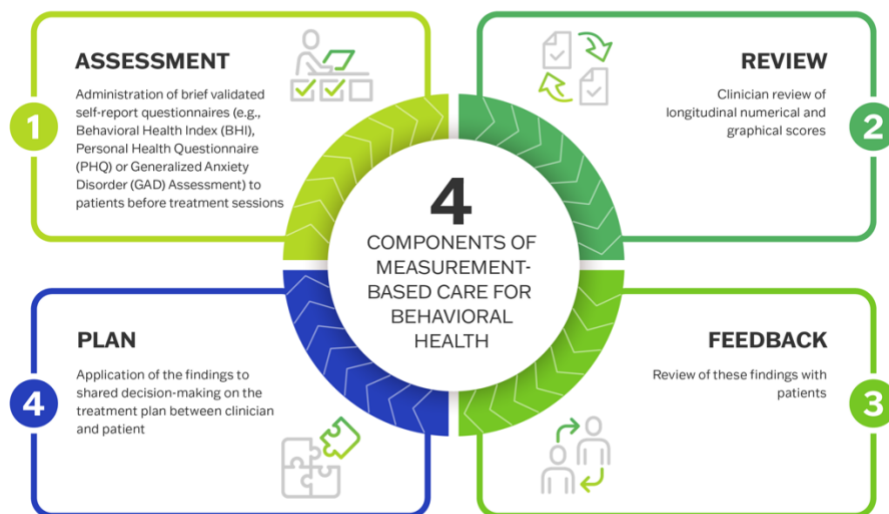 ASSESSMENT
Administration of brief validated
self-report questionnaires (e.g.,
Behavioral Health Index (BHI),
Personal Health Questionnaire
(PHQ) or Generalized Anxiety
Disorder (GAD) Assessment) to
patients before treatment sessions
1
REVIEW
Clinician review of
longitudinal numerical and
graphical scores
2
4
COMPONENTS OF
MEASUREMENT-
BASED CARE FOR
BEHAVIORAL
HEALTH
FEEDBACK
Review of these findings with
patients
3
PLAN
Application of the findings to
shared decision-making on the
treatment plan between clinician
and patient
4